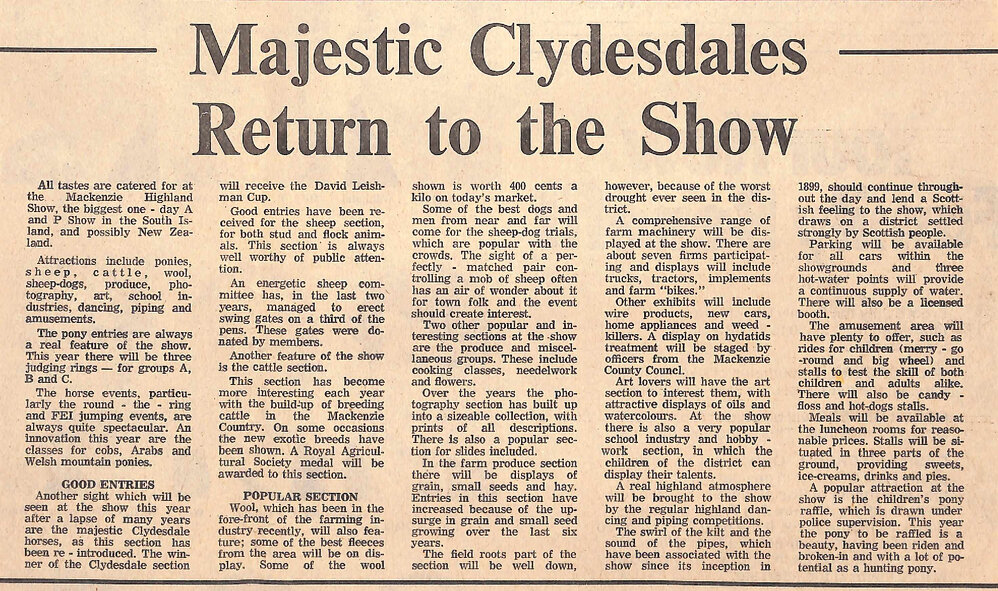 Majestic Clydesdales
Return to the Show
All tastes are catered for at
the Mackenzie Highland
Show, the biggest one - day A
and P Show in the South Is-
land, and possibly New Zea-
land.
Attractions include ponies,
sheep, cattle, wool,
sheep-dogs, produce, pho-
tography, art, school in-
dustries, dancing, piping and
amusements.
The pony entries are always
a real feature of the show.
This year there will be three
judging rings — for groups A,
B and C.
The horse events, particu-
larly the round - the - ring
and FEI jumping events, are
always quite spectacular. An
innovation this year are the
classes for cobs, Arabs and
Welsh mountain ponies.
GOOD ENTRIES
Another sight which will be
seen at the show this year
after a lapse of many years
are the majestic Clydesdale
horses, as this section has
been re - introduced. The win-
ner of the Clydesdale section
will receive the David Leish-
man Cup.
Good entries have been re-
ceived for the sheep section,
for both stud and flock anim-
als. This section is always
well worthy of public atten-
tion.
An energetic sheep com-
mittee has, in the last two
years, managed to erect
swing gates on a third of the
pens. These gates were do-
nated by members.
Another feature of the show
is the cattle section.
This section has become
more interesting each year
with the build-up of breeding
cattle in the Mackenzie
Country. On some occasions
the new exotic breeds have
been shown. A Royal Agricul-
tural Society medal will be
awarded to this section.
POPULAR SECTION
Wool, which has been in the
fore-front of the farming in-
dustry recently, will also fea-
ture; some of the best fleeces
from the area will be on dis-
play. Some of the wool
shown is worth 400 cents a
kilo on today's market.
Some of the best dogs and
men from near and far will
come for the sheep-dog trials,
which are popular with the
crowds. The sight of a per-
fectly - matched pair con-
trolling a mob of sheep often
has an air of wonder about it
for town folk and the event
should create interest.
Two other popular and in-
teresting sections at the show
are the produce and miscel-
laneous groups. These include
cooking classes, needelwork
and flowers.
Over the years the pho-
tography section has built up
into a sizeable collection, with
prints of all descriptions.
There is also a popular sec-
tion for slides included.
In the farm produce section
there will be displays of
grain, small seeds and hay.
Entries in this section have
increased because of the up-
surge in grain and small seed
growing over the last six
years.
The field roots part of the
section will be well down,
however, because of the worst
drought ever seen in the dis-
trict.
A comprehensive range of
farm machinery will be dis-
played at the show. There are
about seven firms participat-
ing and displays will include
trucks, tractors, implements
and farm "bikes."
Other exhibits will include
wire products, new cars,
home appliances and weed -
killers. A display on hydatids
treatment will be staged by
officers from the Mackenzie
County Councl.
Art lovers will have the art
section to interest them, with
attractive displays of oils and
watercolours. At the show
there is also a very popular
school industry and hobby -
work section, in which the
children of the district can
display their talents.
A real highland atmosphere
will be brought to the show
by the regular highland dan-
cing and piping competitions.
The swirl of the kilt and the
sound of the pipes, which
have been associated with the
show since its inception in
1899, should continue through-
out the day and lend a Scott-
ish feeling to the show, which
draws on a district settled
strongly by Scottish people.
Parking will be available
for all cars within the
showgrounds and three
hot-water points will provide
a continuous supply of water.
There will also be a licensed
booth.
The amusement area will
have plenty to offer, such as
rides for children (merry - go
-round and big wheel) and
stalls to test the skill of both
children and adults alike.
There will also be candy -
floss and hot-dogs stalls.
Meals will be available at
the luncheon rooms for reaso-
nable prices. Stalls will be si-
tuated in three parts of the
ground, providing sweets,
ice-creams, drinks and pies.
A popular attraction at the
show is the children's pony
raffle, which is drawn under
police supervision. This year
the pony to be raffled is a
beauty, having been riden and
broken-in and with a lot of po-
tential as a hunting pony.